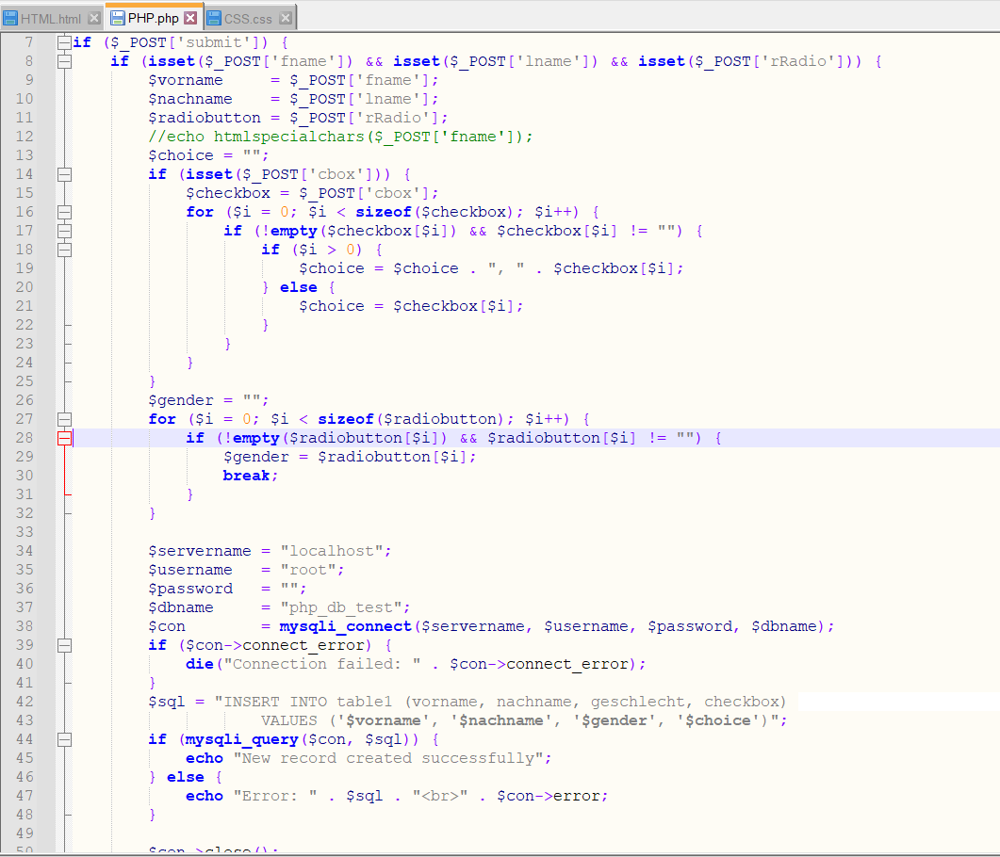 HTML.html PHP.php CSS.css
7 if ($_POST['submit']) {
8 if (isset($_POST['fname']) && isset($_POST['lname']) && isset($_POST['rRadio'])) {
9 $vorname = $_POST['fname'];
10 $nachname = $_POST['lname'];
11 $radiobutton = $_POST['rRadio'];
12 //echo htmlspecialchars($_POST['fname']);
13 $choice = "";
14 if (isset($_POST['cbox'])) {
15 $checkbox = $_POST['cbox'];
16 for ($i = 0; $i < sizeof($checkbox); $i++) {
17 if (!empty($checkbox[$i]) && $checkbox[$i] != "") {
18 if ($i > 0) {
19 $choice = $choice . ", " . $checkbox[$i];
20 } else {
21 $choice = $checkbox[$i];
22 }
23 }
24 }
25 }
26 $gender = "";
27 for ($i = 0; $i < sizeof($radiobutton); $i++) {
28 if (!empty($radiobutton[$i]) && $radiobutton[$i] != "") {
29 $gender = $radiobutton[$i];
30 break;
31 }
32 }
33
34 $servername = "localhost";
35 $username = "root";
36 $password = "";
37 $dbname = "php_db_test";
38 $con = mysqli_connect($servername, $username, $password, $dbname);
39 if ($con->connect_error) {
40 die("Connection failed: " . $con->connect_error);
41 }
42 $sql = "INSERT INTO table1 (vorname, nachname, geschlecht, checkbox)
43 VALUES ('$vorname', '$nachname', '$gender', '$choice')";
44 if (mysqli_query($con, $sql)) {
45 echo "New record created successfully";
46 } else {
47 echo "Error: " . $sql . "<br>" . $con->error;
48 }
49
50 $con->close();